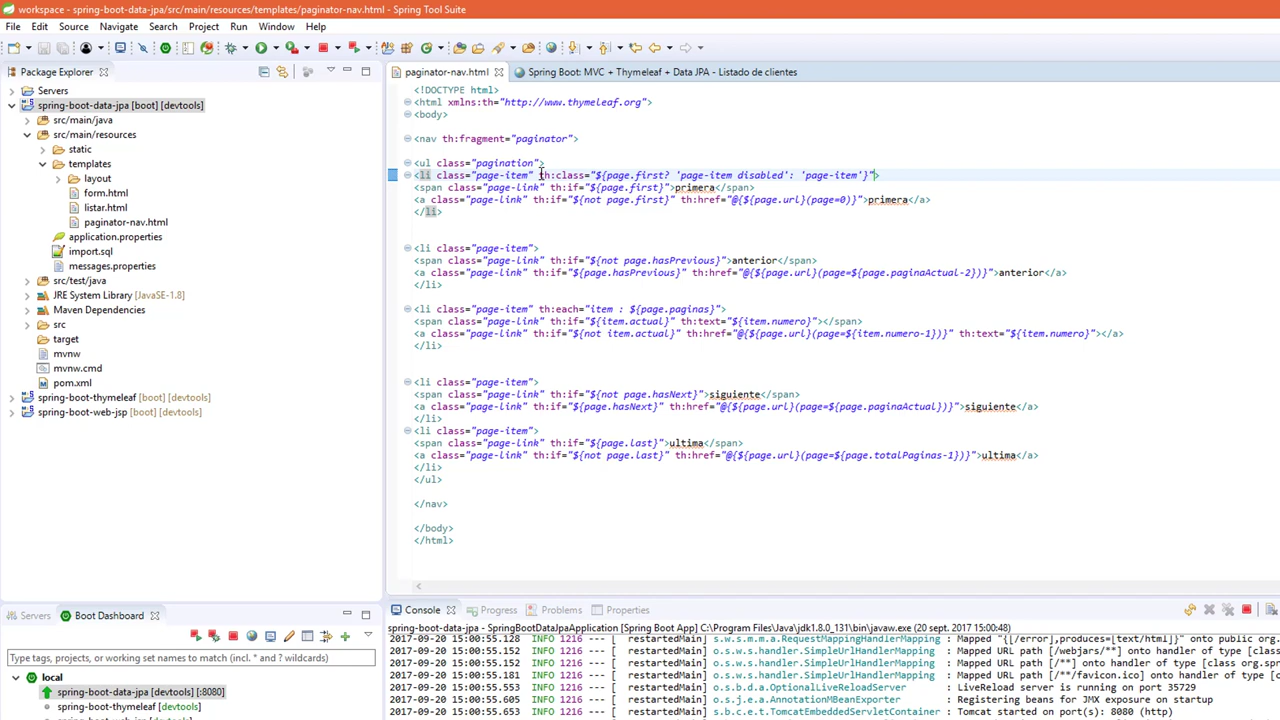 workspace - spring-boot-data-jpa/src/main/resources/templates/paginator-nav.html - Spring Tool Suite
File Edit Source Navigate Search Project Run Window Help
Package Explorer
Servers
spring-boot-data-jpa [boot] [devtools]
src/main/java
src/main/resources
static
templates
layout
form.html
listar.html
paginator-nav.html
application.properties
import.sql
messages.properties
src/test/java
JRE System Library [JavaSE-1.8]
Maven Dependencies
src
target
mvnw
mvnw.cmd
pom.xml
spring-boot-thymeleaf [boot] [devtools]
spring-boot-web-jsp [boot] [devtools]
paginator-nav.html Spring Boot: MVC + Thymeleaf + Data JPA - Listado de clientes
<!DOCTYPE html>
<html xmlns:th="http://www.thymeleaf.org">
<body>
<nav th:fragment="paginator">
<ul class="pagination">
<li class="page-item" th:class="${page.first? 'page-item disabled': 'page-item'}">
<span class="page-link" th:if="${page.first}">primera</span>
<a class="page-link" th:if="${not page.first}" th:href="@{${page.url}(page=0)}">primera</a>
</li>
<li class="page-item">
<span class="page-link" th:if="${not page.hasPrevious}">anterior</span>
<a class="page-link" th:if="${page.hasPrevious}" th:href="@{${page.url}(page=${page.paginaActual-2})}">anterior</a>
</li>
<li class="page-item" th:each="item : ${page.paginas}">
<span class="page-link" th:if="${item.actual}" th:text="${item.numero}"></span>
<a class="page-link" th:if="${not item.actual}" th:href="@{${page.url}(page=${item.numero-1})}" th:text="${item.numero}"></a>
</li>
<li class="page-item">
<span class="page-link" th:if="${not page.hasNext}">siguiente</span>
<a class="page-link" th:if="${page.hasNext}" th:href="@{${page.url}(page=${page.paginaActual})}">siguiente</a>
</li>
<li class="page-item">
<span class="page-link" th:if="${page.last}">ultima</span>
<a class="page-link" th:if="${not page.last}" th:href="@{${page.url}(page=${page.totalPaginas-1})}">ultima</a>
</li>
</ul>
</nav>
</body>
</html>
Servers Boot Dashboard
Type tags, projects, or working set names to match (incl. * and ? wildcards)
local
spring-boot-data-jpa [devtools] [:8080]
spring-boot-thymeleaf [devtools]
Console Progress Problems Properties
spring-boot-data-jpa - SpringBootDataJpaApplication [Spring Boot App] C:\Program Files\Java\jdk1.8.0_131\bin\javaw.exe (20 sept. 2017 15:00:48)
2017-09-20 15:00:55.128 INFO 1216 --- [ restartedMain] s.w.s.m.m.a.RequestMappingHandlerMapping : Mapped "{[/error],produces=[text/html]}" onto public org.
2017-09-20 15:00:55.152 INFO 1216 --- [ restartedMain] o.s.w.s.handler.SimpleUrlHandlerMapping : Mapped URL path [/webjars/**] onto handler of type [class
2017-09-20 15:00:55.152 INFO 1216 --- [ restartedMain] o.s.w.s.handler.SimpleUrlHandlerMapping : Mapped URL path [/**] onto handler of type [class org.spr
2017-09-20 15:00:55.181 INFO 1216 --- [ restartedMain] o.s.w.s.handler.SimpleUrlHandlerMapping : Mapped URL path [/**/favicon.ico] onto handler of type [c
2017-09-20 15:00:55.407 INFO 1216 --- [ restartedMain] o.s.b.d.a.OptionalLiveReloadServer : LiveReload server is running on port 35729
2017-09-20 15:00:55.553 INFO 1216 --- [ restartedMain] o.s.j.e.a.AnnotationMBeanExporter : Registering beans for JMX exposure on startup
2017-09-20 15:00:55.653 INFO 1216 --- [ restartedMain] s.b.c.e.t.TomcatEmbeddedServletContainer : Tomcat started on port(s): 8080 (http)